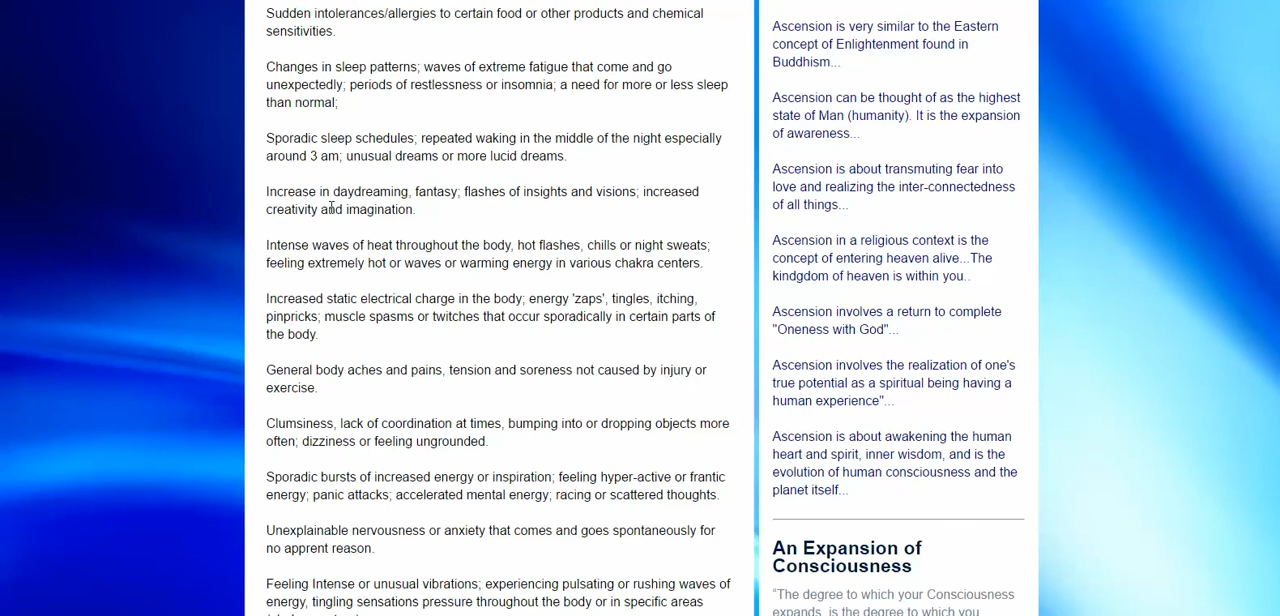 Sudden intolerances/allergies to certain food or other products and chemical
sensitivities.
Changes in sleep patterns; waves of extreme fatigue that come and go
unexpectedly; periods of restlessness or insomnia; a need for more or less sleep
than normal;
Sporadic sleep schedules; repeated waking in the middle of the night especially
around 3 am; unusual dreams or more lucid dreams.
Increase in daydreaming, fantasy; flashes of insights and visions; increased
creativity and imagination.
Intense waves of heat throughout the body, hot flashes, chills or night sweats;
feeling extremely hot or waves or warming energy in various chakra centers.
Increased static electrical charge in the body; energy 'zaps', tingles, itching,
pinpricks; muscle spasms or twitches that occur sporadically in certain parts of
the body.
General body aches and pains, tension and soreness not caused by injury or
exercise.
Clumsiness, lack of coordination at times, bumping into or dropping objects more
often; dizziness or feeling ungrounded.
Sporadic bursts of increased energy or inspiration; feeling hyper-active or frantic
energy; panic attacks; accelerated mental energy; racing or scattered thoughts.
Unexplainable nervousness or anxiety that comes and goes spontaneously for
no apprent reason.
Feeling Intense or unusual vibrations; experiencing pulsating or rushing waves of
energy, tingling sensations pressure throughout the body or in specific areas
Ascension is very similar to the Eastern
concept of Enlightenment found in
Buddhism...
Ascension can be thought of as the highest
state of Man (humanity). It is the expansion
of awareness...
Ascension is about transmuting fear into
love and realizing the inter-connectedness
of all things...
Ascension in a religious context is the
concept of entering heaven alive...The
kindgdom of heaven is within you..
Ascension involves a return to complete
"Oneness with God"...
Ascension involves the realization of one's
true potential as a spiritual being having a
human experience"...
Ascension is about awakening the human
heart and spirit, inner wisdom, and is the
evolution of human consciousness and the
planet itself...
An Expansion of
Consciousness
"The degree to which your Consciousness
expands, is the degree to which you